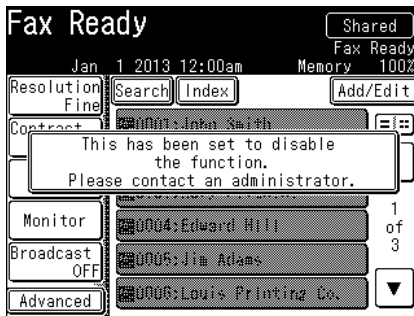 Fax Ready
Shared
Fax Ready
Jan 1 2013 12:00am Memory 100%
Resolution
Fine
Search Index Add/Edit
Contract
0001:John Smith
This has been set to disable
the function.
Please contact an administrator.
Monitor
0004:Edward Hill
1
of
3
Broadcast
OFF
0005:Jim Adams
Advanced
0006:Louis Printing Co.
▼